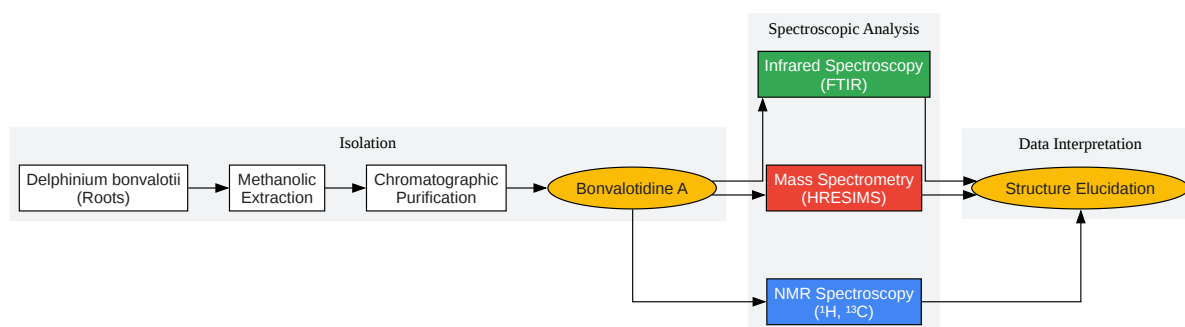 Spectroscopic Analysis
Infrared Spectroscopy
(FTIR)
Isolation
Data Interpretation
Delphinium bonvalotii
(Roots)
Methanolic
Extraction
Chromatographic
Purification
Bonvalotidine A
Mass Spectrometry
(HRESIMS)
Structure Elucidation
NMR Spectroscopy
(¹H, ¹³C)